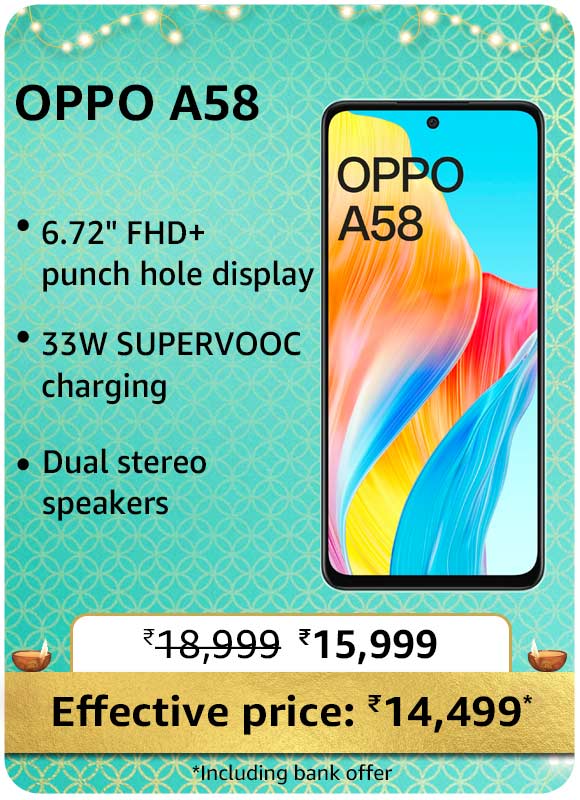 OPPO A58
OPPO
A58
• 6.72" FHD+
punch hole display
• 33W SUPERVOOC
charging
• Dual stereo
speakers
₹18,999 ₹15,999
Effective price: ₹14,499*
*Including bank offer